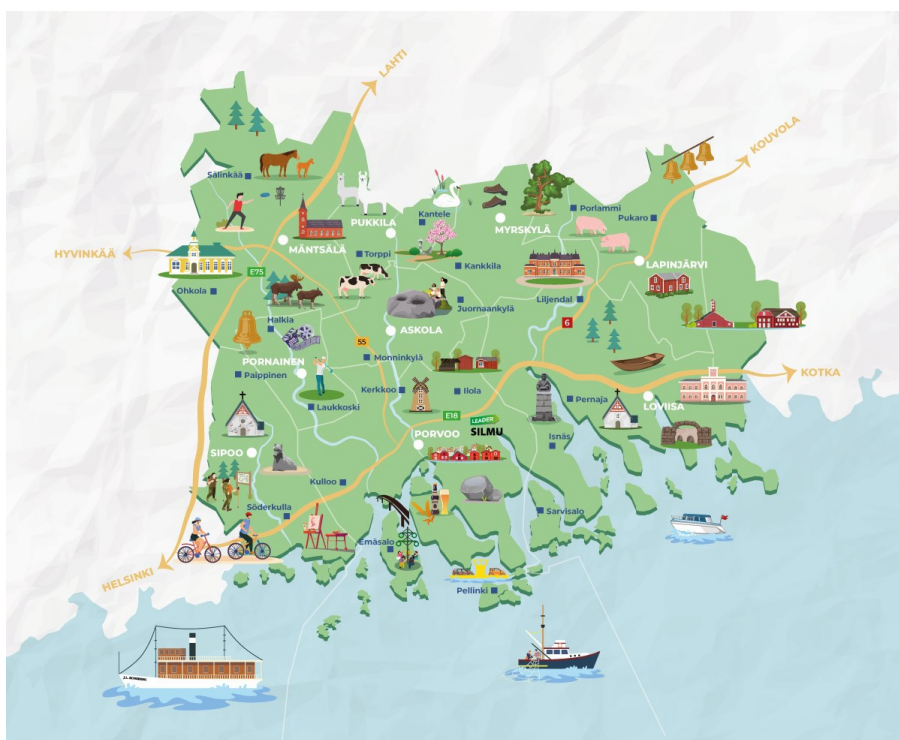 LAHTI
KOUVOLA
Sälinkää
Kantele
Porlammi
Pukaro
PUKKILA
MYRSKYLÄ
MÄNTSÄLÄ
HYVINKÄÄ
Torppi
Kankkila
LAPINJÄRVI
E75
Ohkola
Juornaankylä
Liljendal
Halkia
ASKOLA
6
55
Monninkylä
PORNAINEN
Paippinen
Kerkkoo
Ilola
KOTKA
Pernaja
LOVIISA
Laukkoski
E18
LEADER
SILMU
PORVOO
Isnäs
SIPOO
Kulloo
Söderkulla
Sarvisalo
Emäsalo
HELSINKI
Pellinki